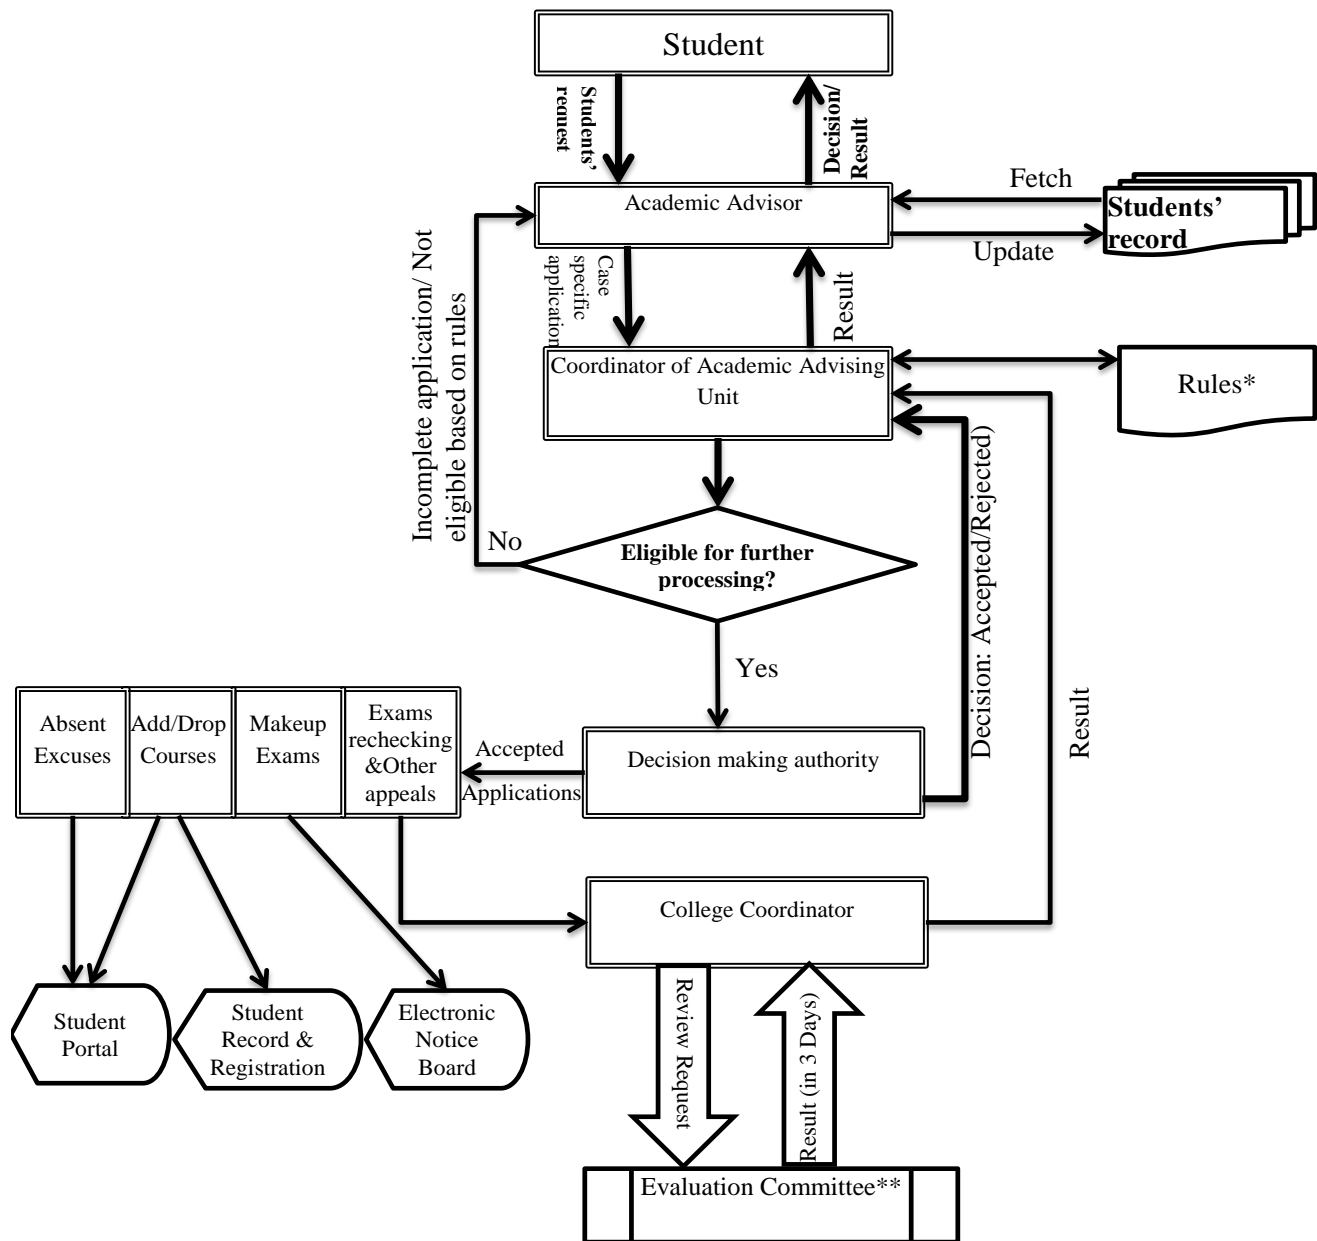 Student
Students’
request
Decision/
Result
Academic Advisor
Fetch
Students’
record
Update
Case
specific
application
Result
Incomplete application/ Not
eligible based on rules
Coordinator of Academic Advising
Unit
Rules*
No
Eligible for further
processing?
Decision: Accepted/Rejected)
Result
Yes
Absent
Excuses
Add/Drop
Courses
Makeup
Exams
Exams
rechecking
&Other
appeals
Accepted
Applications
Decision making authority
College Coordinator
Student
Portal
Student
Record &
Registration
Electronic
Notice
Board
Review Request
Result (in 3 Days)
Evaluation Committee**